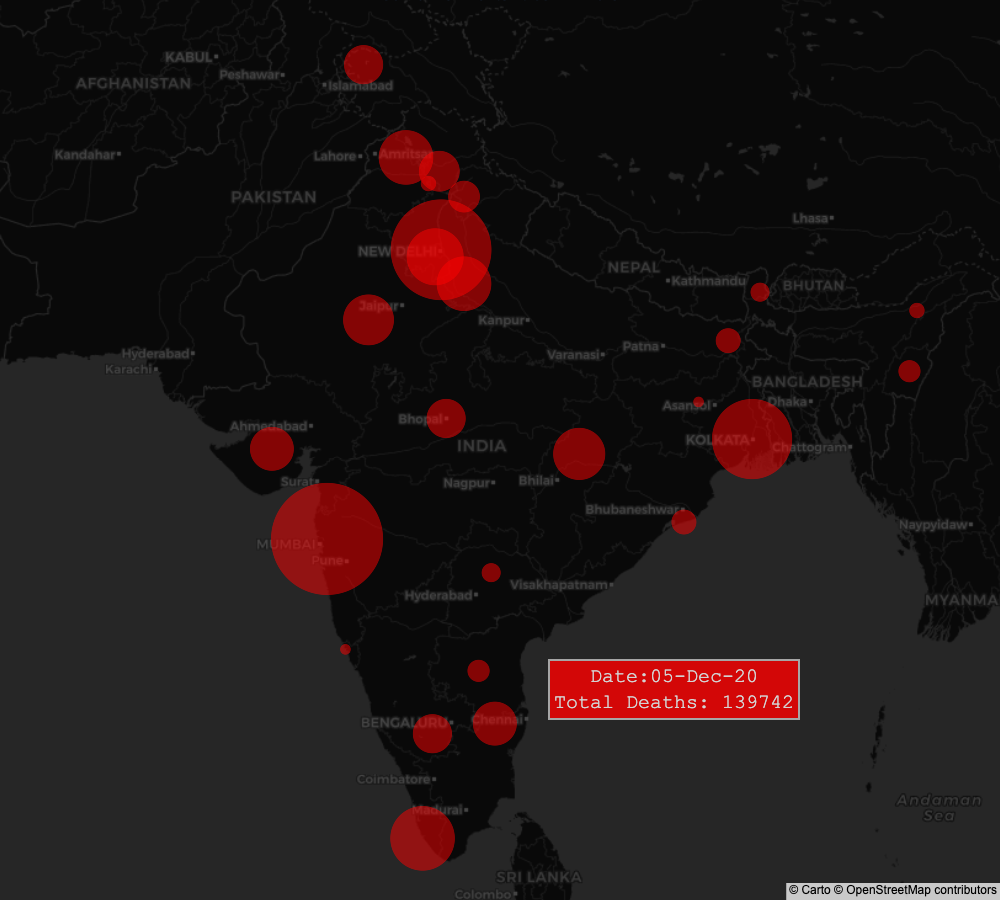 KABUL
Peshawar
AFGHANISTAN
Islamabad
Kandahar
Lahore
Amritsar
PAKISTAN
Lhasa
NEW DELHI
NEPAL
Kathmandu
BHUTAN
Jaipur
Kanpur
Hyderabad
Varanasi
Patna
Karachi
BANGLADESH
Asansol
Dhaka
Ahmedabad
Bhopal
INDIA
KOLKATA
Chattogram
Surat
Nagpur
Bhilai
Bhubaneshwar
Naypyidaw
MUMBAI
Pune
Visakhapatnam
Hyderabad
MYANMA
Date:05-Dec-20
Total Deaths: 139742
BENGALURU
Chennai
Coimbatore
Madurai
Andaman
Sea
SRI LANKA
Colombo
© Carto © OpenStreetMap contributors